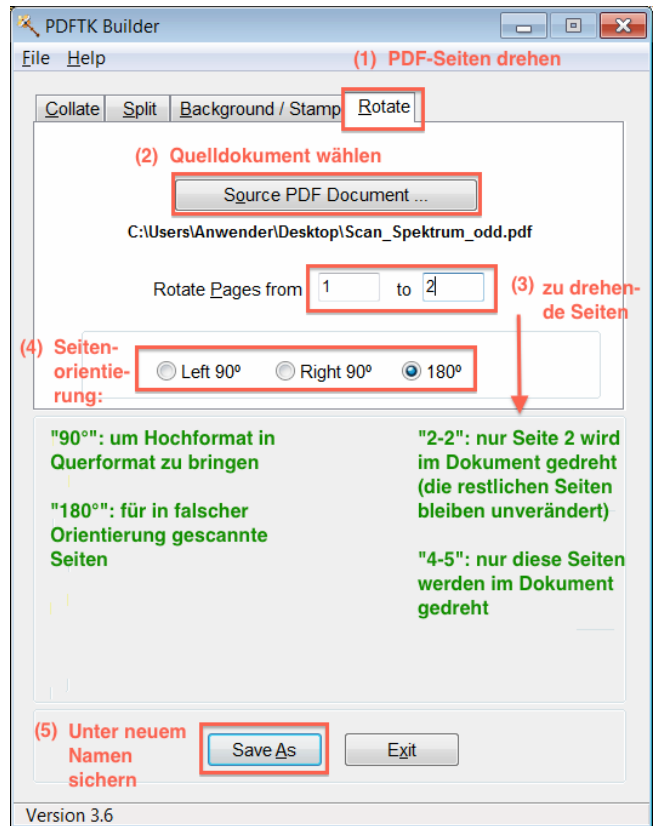 PDFTK Builder
File Help
(1) PDF-Seiten drehen
Collate Split Background / Stamp Rotate
(2) Quelldokument wählen
Source PDF Document ...
C:\Users\Anwender\Desktop\Scan_Spektrum_odd.pdf
Rotate Pages from 1 to 2
(3) zu drehen-
de Seiten
(4) Seiten-
orientie-
rung:
Left 90º Right 90º 180º
"90°": um Hochformat in
Querformat zu bringen
"180°": für in falscher
Orientierung gescannte
Seiten
"2-2": nur Seite 2 wird
im Dokument gedreht
(die restlichen Seiten
bleiben unverändert)
"4-5": nur diese Seiten
werden im Dokument
gedreht
(5) Unter neuem
Namen
sichern
Save As Exit
Version 3.6